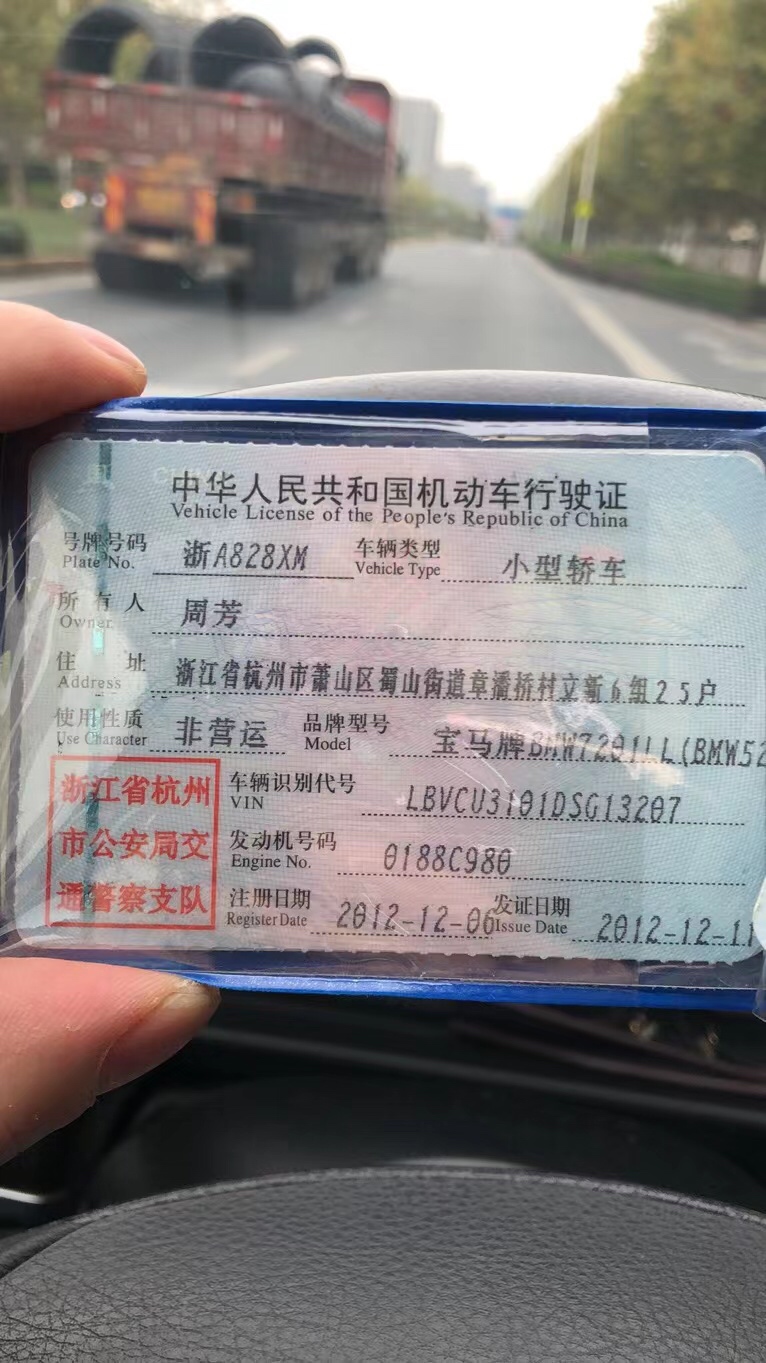 中华人民共和国机动车行驶证
Vehicle License of the People's Republic of China
号牌号码 浙A828XM 车辆类型 小型轿车
Plate No. Vehicle Type
所有人 周芳
Owner
住址 浙江省杭州市萧山区蜀山街道章潘桥村立新6组25户
Address
使用性质 非营运 品牌型号 宝马牌BMW7201LL(BMW52
Use Character Model
浙江省杭州
市公安局交
通警察支队
车辆识别代号 LBVCU3101DSG13207
VIN
发动机号码 0188C980
Engine No.
注册日期 2012-12-06 发证日期 2012-12-11
Register Date Issue Date